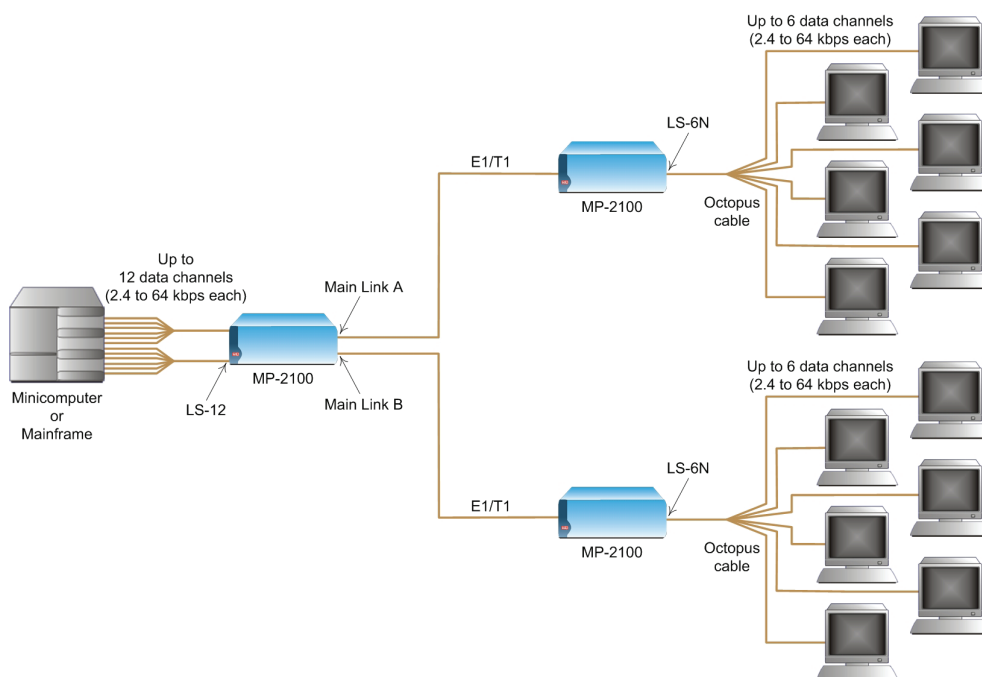 Up to 6 data channels
(2.4 to 64 kbps each)
LS-6N
E1/T1
MP-2100
Octopus
cable
Up to
12 data channels
(2.4 to 64 kbps each)
Main Link A
MP-2100
LS-12
Main Link B
Minicomputer
or
Mainframe
Up to 6 data channels
(2.4 to 64 kbps each)
LS-6N
E1/T1
MP-2100
Octopus
cable